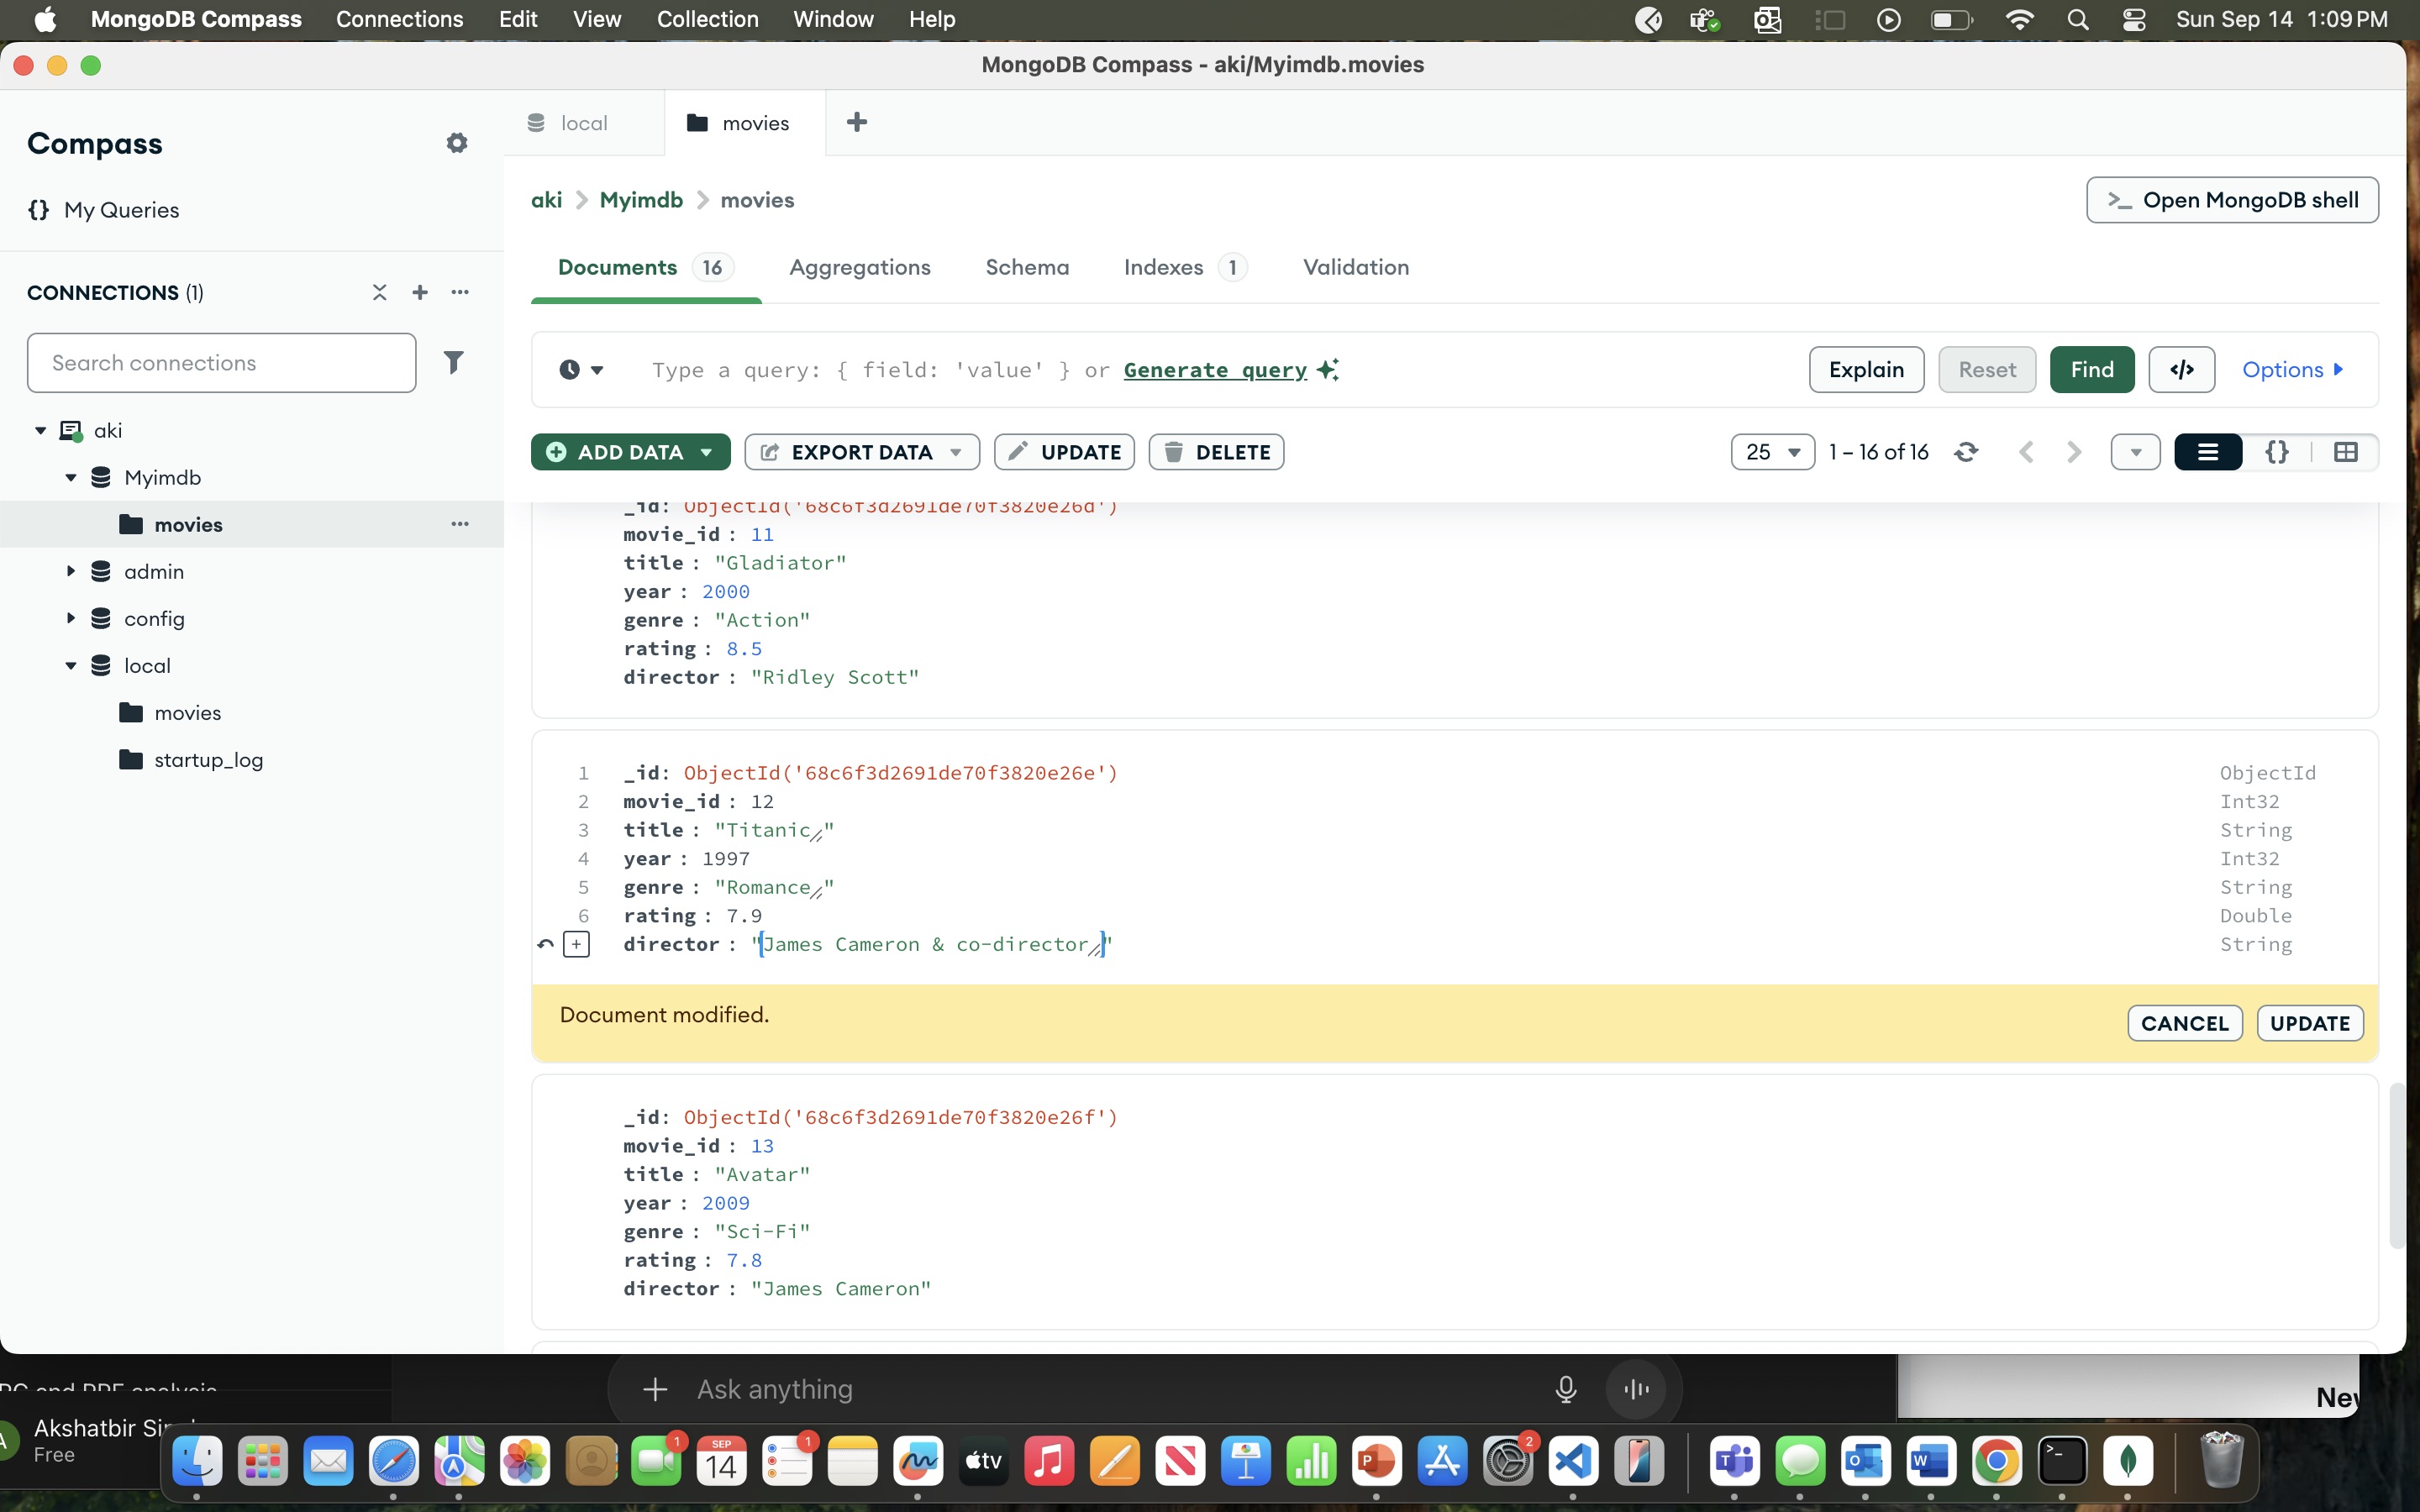 MongoDB Compass Connections Edit View Collection Window Help Sun Sep 14 1:09 PM
MongoDB Compass - aki/Myimdb.movies
Compass
{} My Queries
CONNECTIONS (1)
Search connections
aki
Myimdb
movies
admin
config
local
movies
startup_log
local movies
aki > Myimdb > movies
>_ Open MongoDB shell
Documents 16 Aggregations Schema Indexes 1 Validation
Type a query: { field: 'value' } or Generate query
Explain Reset Find </> Options
ADD DATA EXPORT DATA UPDATE DELETE 25 1 – 16 of 16 {}
_id: ObjectId('68c6f3d2691de70f3820e26d')
movie_id : 11
title : "Gladiator"
year : 2000
genre : "Action"
rating : 8.5
director : "Ridley Scott"
1 _id: ObjectId('68c6f3d2691de70f3820e26e') ObjectId
2 movie_id : 12 Int32
3 title : "Titanic" String
4 year : 1997 Int32
5 genre : "Romance" String
6 rating : 7.9 Double
director : "James Cameron & co-director" String
Document modified.
CANCEL UPDATE
_id: ObjectId('68c6f3d2691de70f3820e26f')
movie_id : 13
title : "Avatar"
year : 2009
genre : "Sci-Fi"
rating : 7.8
director : "James Cameron"
and PPF analysis
Ask anything
Akshatbir
Free
1
SEP
14
1
tv
2